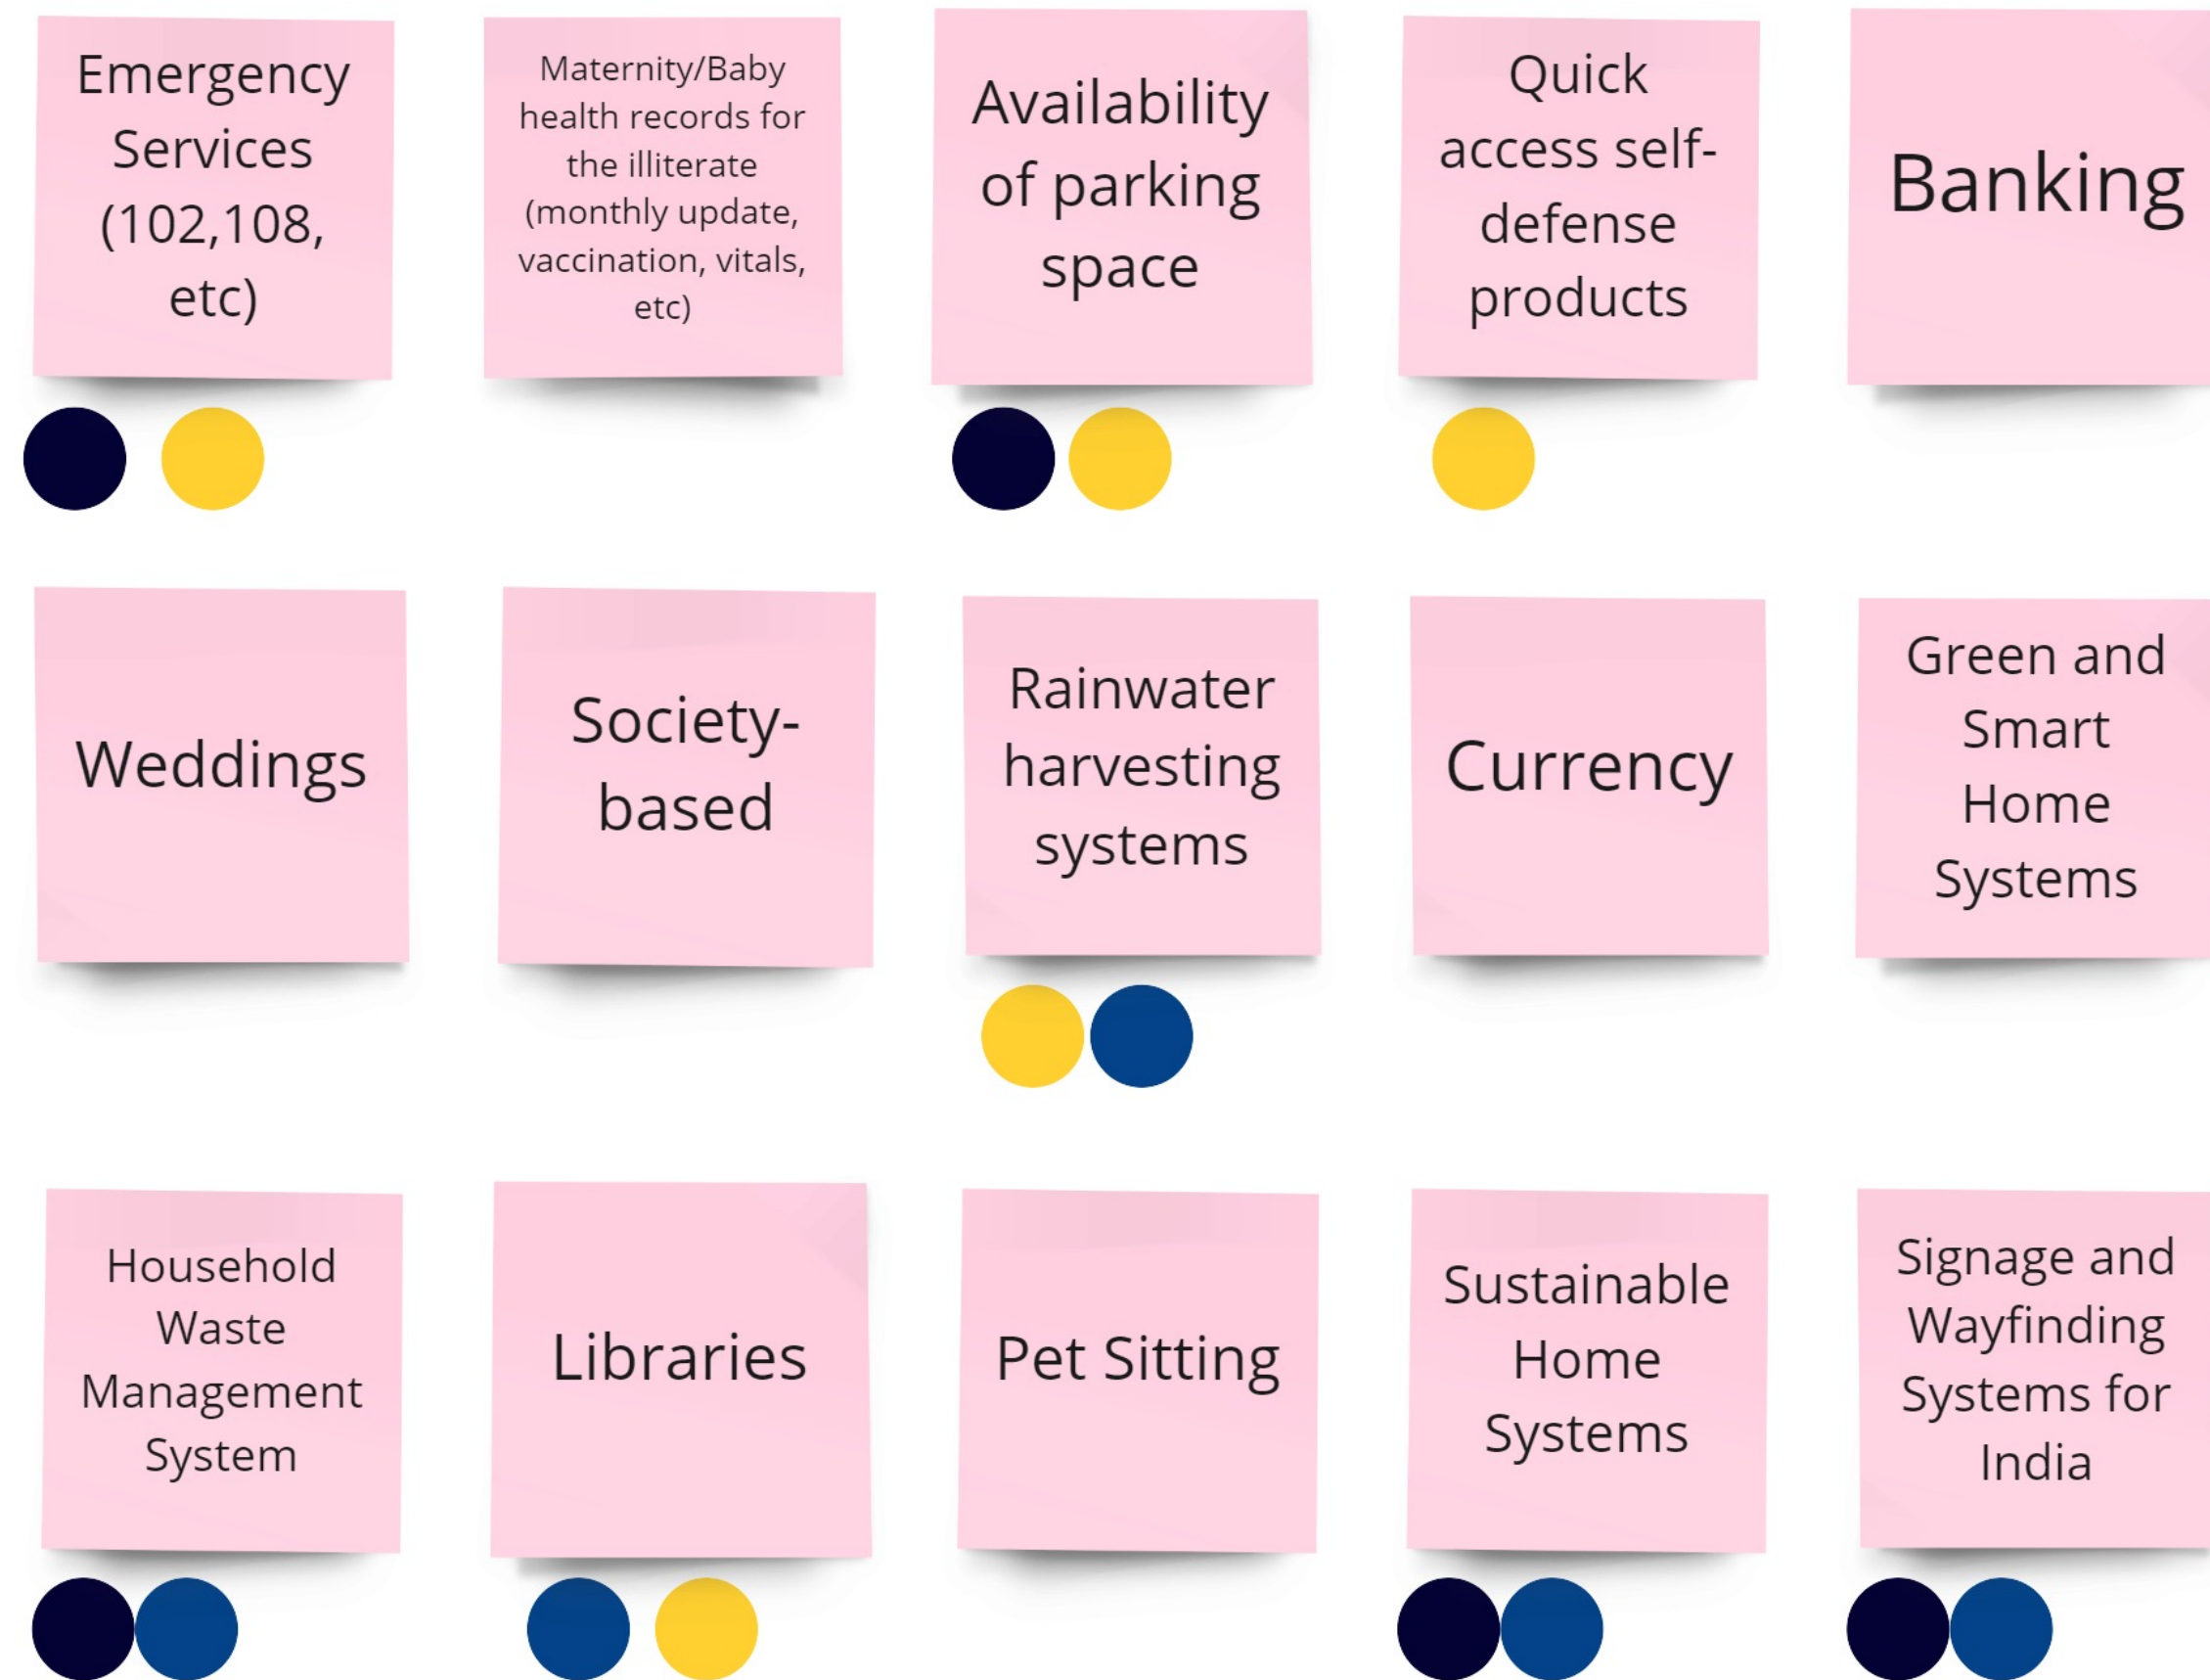 Emergency
Services
(102,108,
etc)
Maternity/Baby
health records for
the illiterate
(monthly update,
vaccination, vitals,
etc)
Availability
of parking
space
Quick
access self-
defense
products
Banking
Weddings
Society-
based
Rainwater
harvesting
systems
Currency
Green and
Smart
Home
Systems
Household
Waste
Management
System
Libraries
Pet Sitting
Sustainable
Home
Systems
Signage and
Wayfinding
Systems for
India